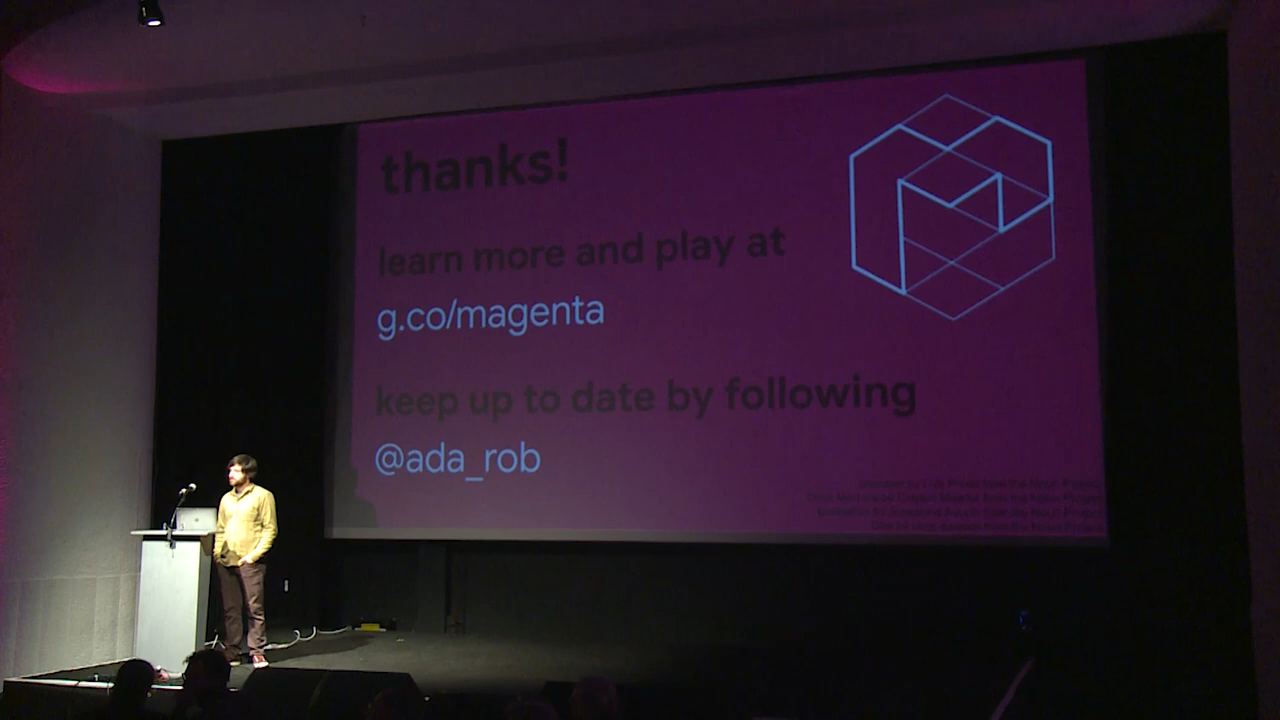 thanks!
learn more and play at
g.co/magenta
keep up to date by following
@ada_rob